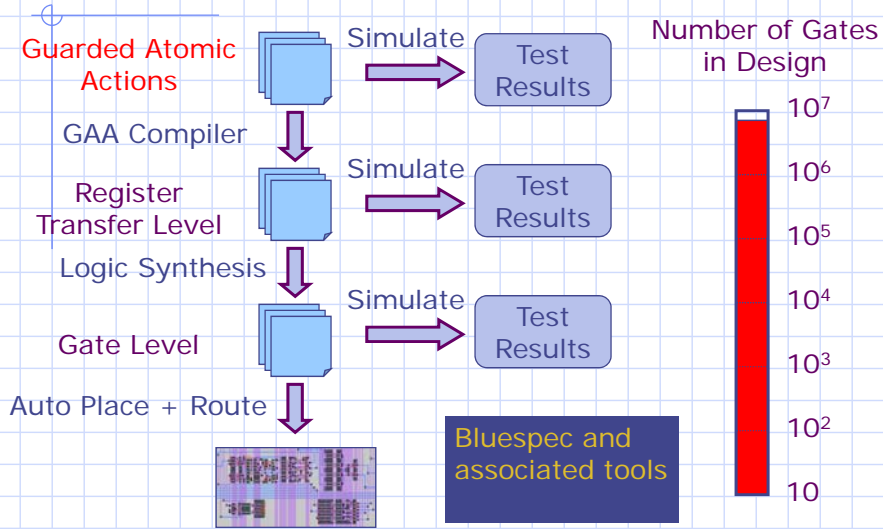 Guarded Atomic
Actions
Simulate
Test
Results
GAA Compiler
Register
Transfer Level
Simulate
Test
Results
Logic Synthesis
Gate Level
Simulate
Test
Results
Auto Place + Route
Bluespec and
associated tools
Number of Gates
in Design
10⁷
10⁶
10⁵
10⁴
10³
10²
10